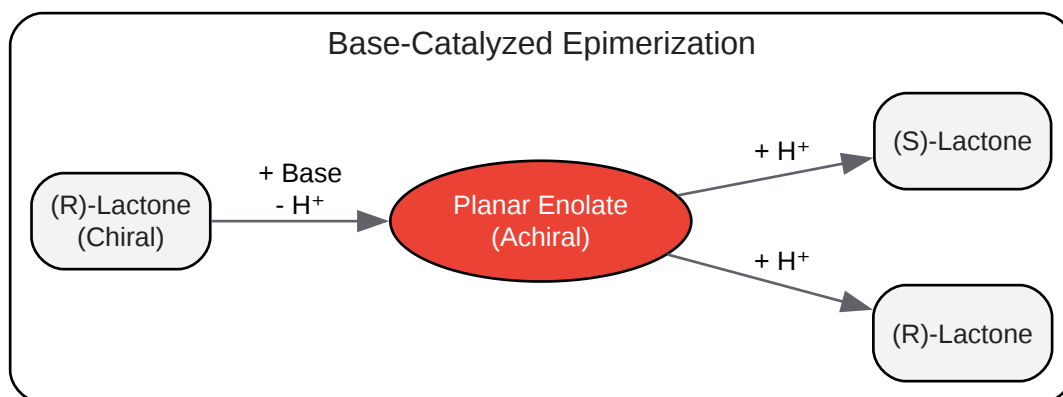 Base-Catalyzed Epimerization
(R)-Lactone
(Chiral)
+ Base
- H⁺
Planar Enolate
(Achiral)
+ H⁺
(S)-Lactone
+ H⁺
(R)-Lactone